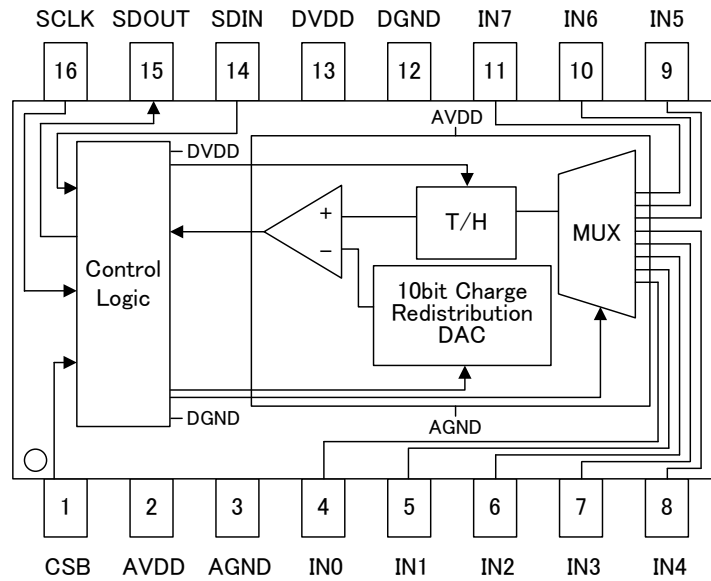 SCLK SDOUT SDIN DVDD DGND IN7 IN6 IN5
16 15 14 13 12 11 10 9
AVDD
DVDD
+
−
T/H
MUX
Control
Logic
10bit Charge
Redistribution
DAC
DGND
AGND
1 2 3 4 5 6 7 8
CSB AVDD AGND IN0 IN1 IN2 IN3 IN4